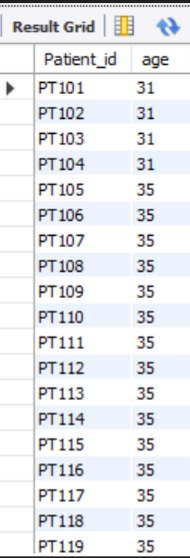 Result Grid
Patient_id age
PT101 31
PT102 31
PT103 31
PT104 31
PT105 35
PT106 35
PT107 35
PT108 35
PT109 35
PT110 35
PT111 35
PT112 35
PT113 35
PT114 35
PT115 35
PT116 35
PT117 35
PT118 35
PT119 35